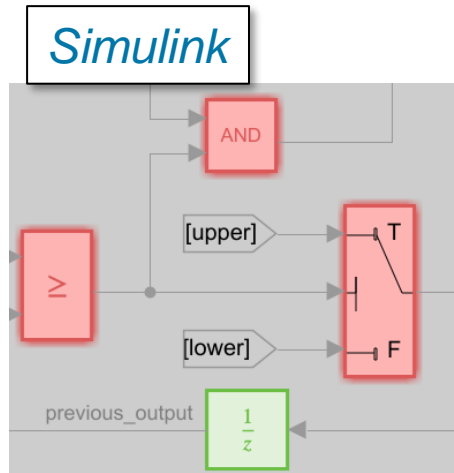 Simulink
AND
[upper]
T
≥
[lower]
F
previous_output
1
z